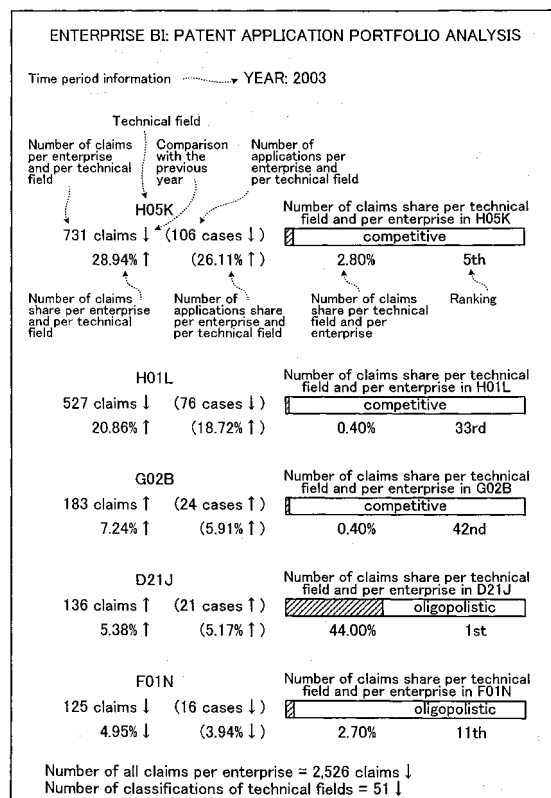 ENTERPRISE BI: PATENT APPLICATION PORTFOLIO ANALYSIS
Time period information YEAR: 2003
Technical field
Number of claims per enterprise and per technical field
Comparison with the previous year
Number of applications per enterprise and per technical field
H05K
731 claims ↓ (106 cases ↓)
28.94% ↑ (26.11% ↑)
Number of claims share per technical field and per enterprise in H05K
competitive
2.80% 5th
Number of claims share per enterprise and per technical field
Number of applications share per enterprise and per technical field
Number of claims share per technical field and per enterprise
Ranking
H01L
527 claims ↓ (76 cases ↓)
20.86% ↑ (18.72% ↑)
Number of claims share per technical field and per enterprise in H01L
competitive
0.40% 33rd
G02B
183 claims ↑ (24 cases ↑)
7.24% ↑ (5.91% ↑)
Number of claims share per technical field and per enterprise in G02B
competitive
0.40% 42nd
D21J
136 claims ↑ (21 cases ↑)
5.38% ↑ (5.17% ↑)
Number of claims share per technical field and per enterprise in D21J
oligopolistic
44.00% 1st
F01N
125 claims ↓ (16 cases ↓)
4.95% ↓ (3.94% ↓)
Number of claims share per technical field and per enterprise in F01N
oligopolistic
2.70% 11th
Number of all claims per enterprise = 2,526 claims ↓
Number of classifications of technical fields = 51 ↓